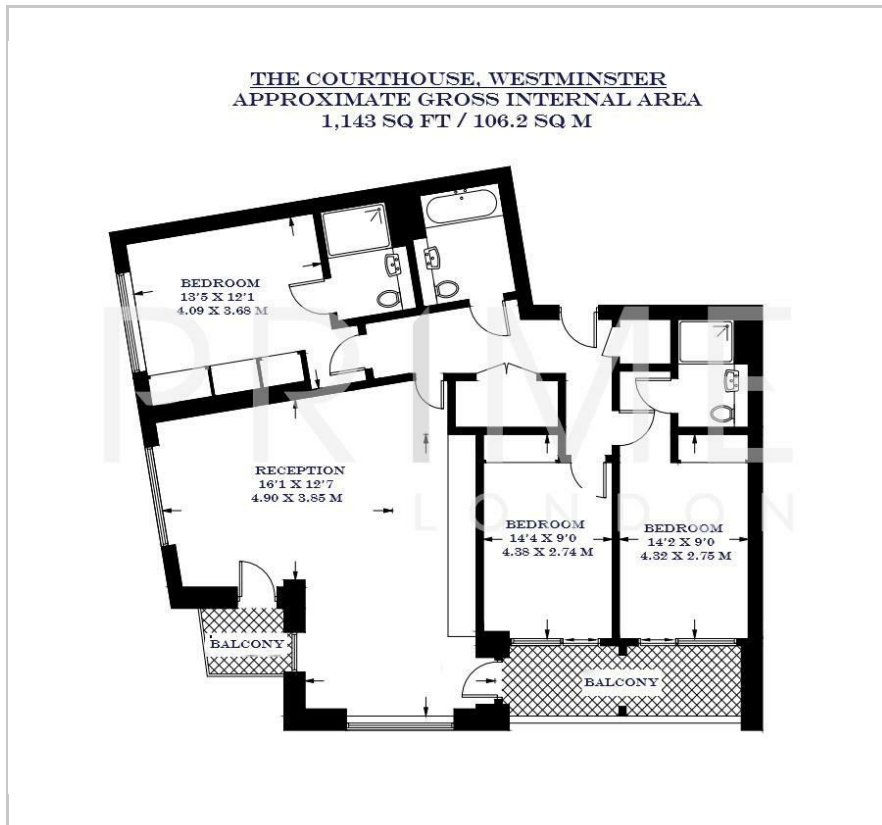 THE COURTHOUSE, WESTMINSTER
APPROXIMATE GROSS INTERNAL AREA
1,143 SQ FT / 106.2 SQ M
BEDROOM
13'5 X 12'1
4.09 X 3.68 M
PRIME
LONDON
RECEPTION
16'1 X 12'7
4.90 X 3.85 M
BEDROOM
14'4 X 9'0
4.38 X 2.74 M
BEDROOM
14'2 X 9'0
4.32 X 2.75 M
BALCONY
BALCONY